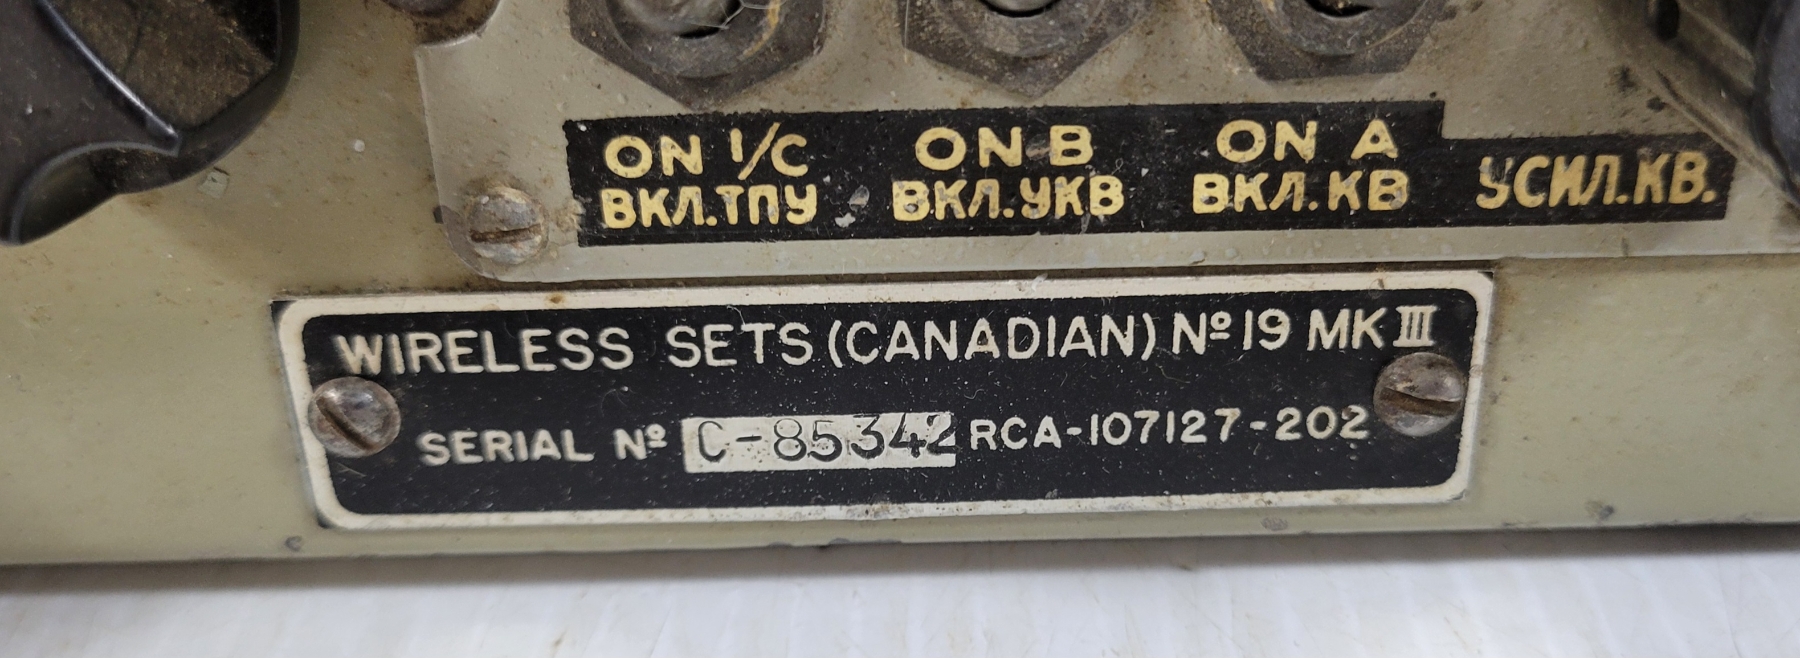 ON I/C ON B ON A
ВКЛ.ТПУ ВКЛ.УКВ ВКЛ.КВ УСИЛ.КВ.
WIRELESS SETS (CANADIAN) Nº 19 MK III
SERIAL Nº C-85342 RCA-107127-202